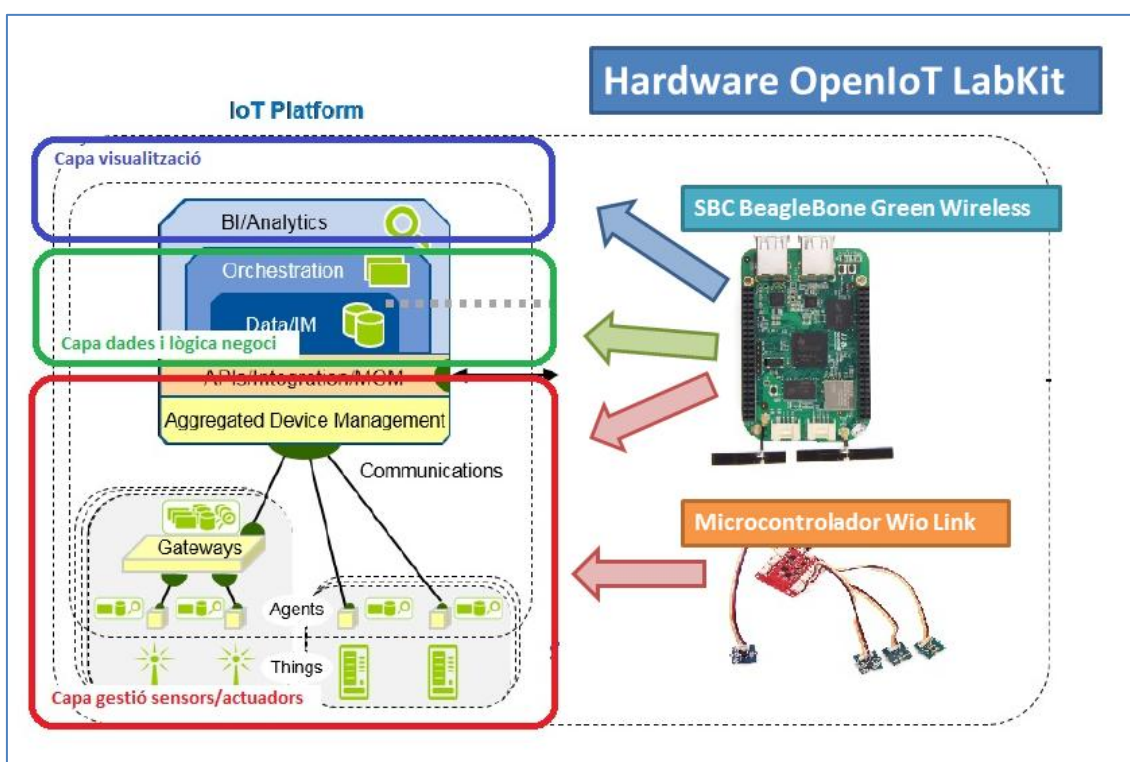 Hardware OpenIoT LabKit
IoT Platform
Capa visualització
BI/Analytics
Orchestration
Data/IM
Capa dades i lògica negoci
APIs/Integration/MOM
Aggregated Device Management
Communications
Gateways
Agents
Things
Capa gestió sensors/actuadors
SBC BeagleBone Green Wireless
Microcontrolador Wio Link